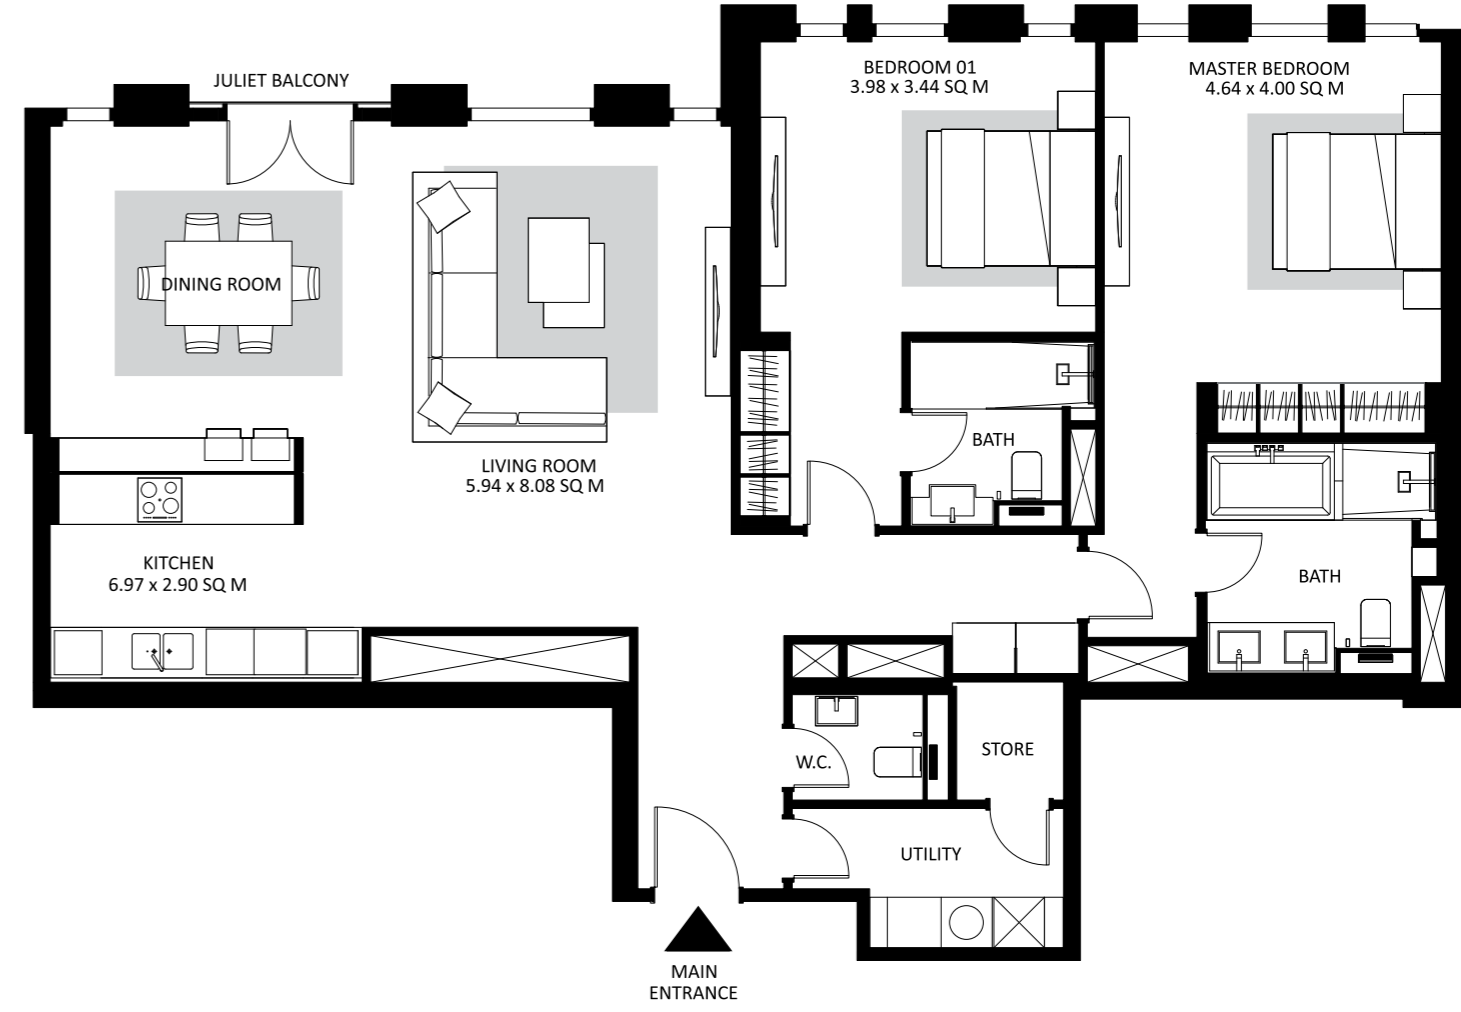 JULIET BALCONY
BEDROOM 01
3.98 x 3.44 SQ M
MASTER BEDROOM
4.64 x 4.00 SQ M
DINING ROOM
LIVING ROOM
5.94 x 8.08 SQ M
BATH
KITCHEN
6.97 x 2.90 SQ M
BATH
W.C.
STORE
UTILITY
MAIN
ENTRANCE